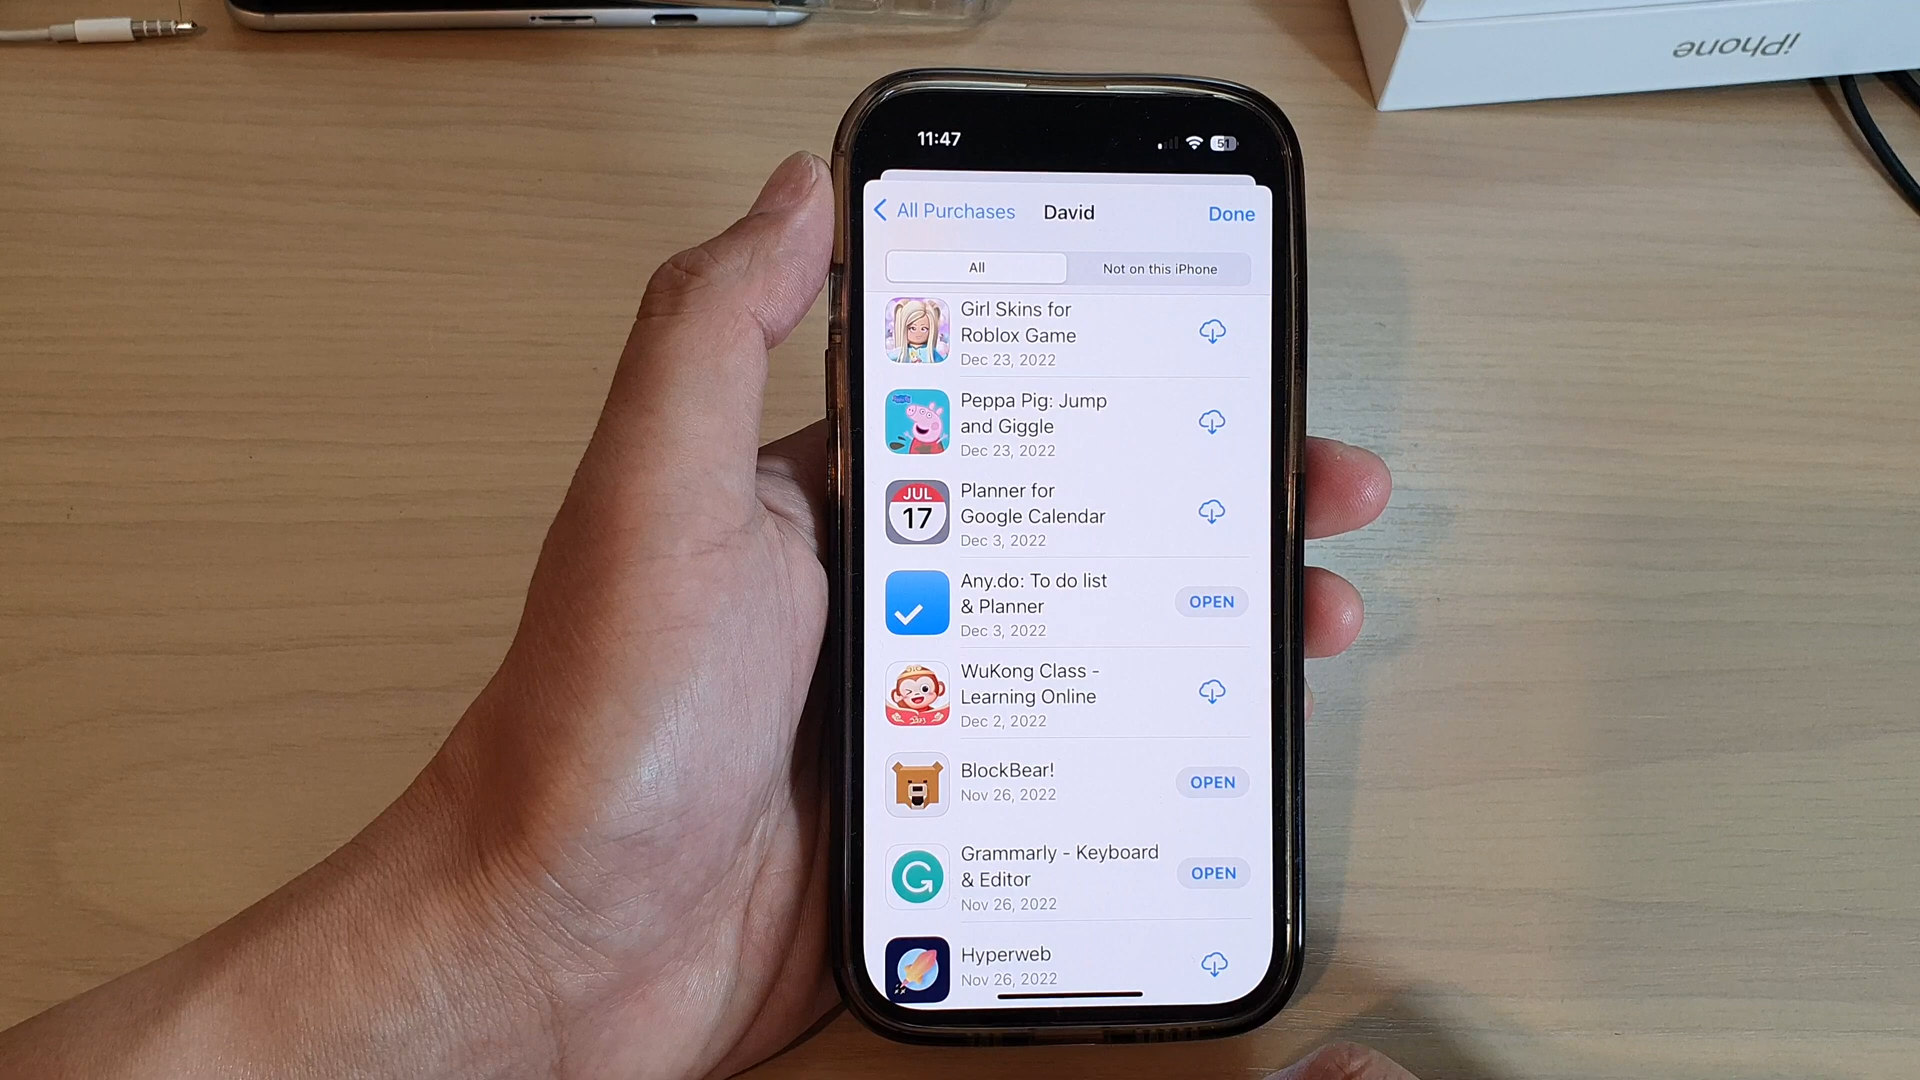 iPhone
11:47
51
All Purchases
David
Done
All
Not on this iPhone
Girl Skins for
Roblox Game
Dec 23, 2022
Peppa Pig: Jump
and Giggle
Dec 23, 2022
JUL
17
Planner for
Google Calendar
Dec 3, 2022
Any.do: To do list
& Planner
Dec 3, 2022
OPEN
WuKong Class -
Learning Online
Dec 2, 2022
BlockBear!
Nov 26, 2022
OPEN
Grammarly - Keyboard
& Editor
Nov 26, 2022
OPEN
Hyperweb
Nov 26, 2022